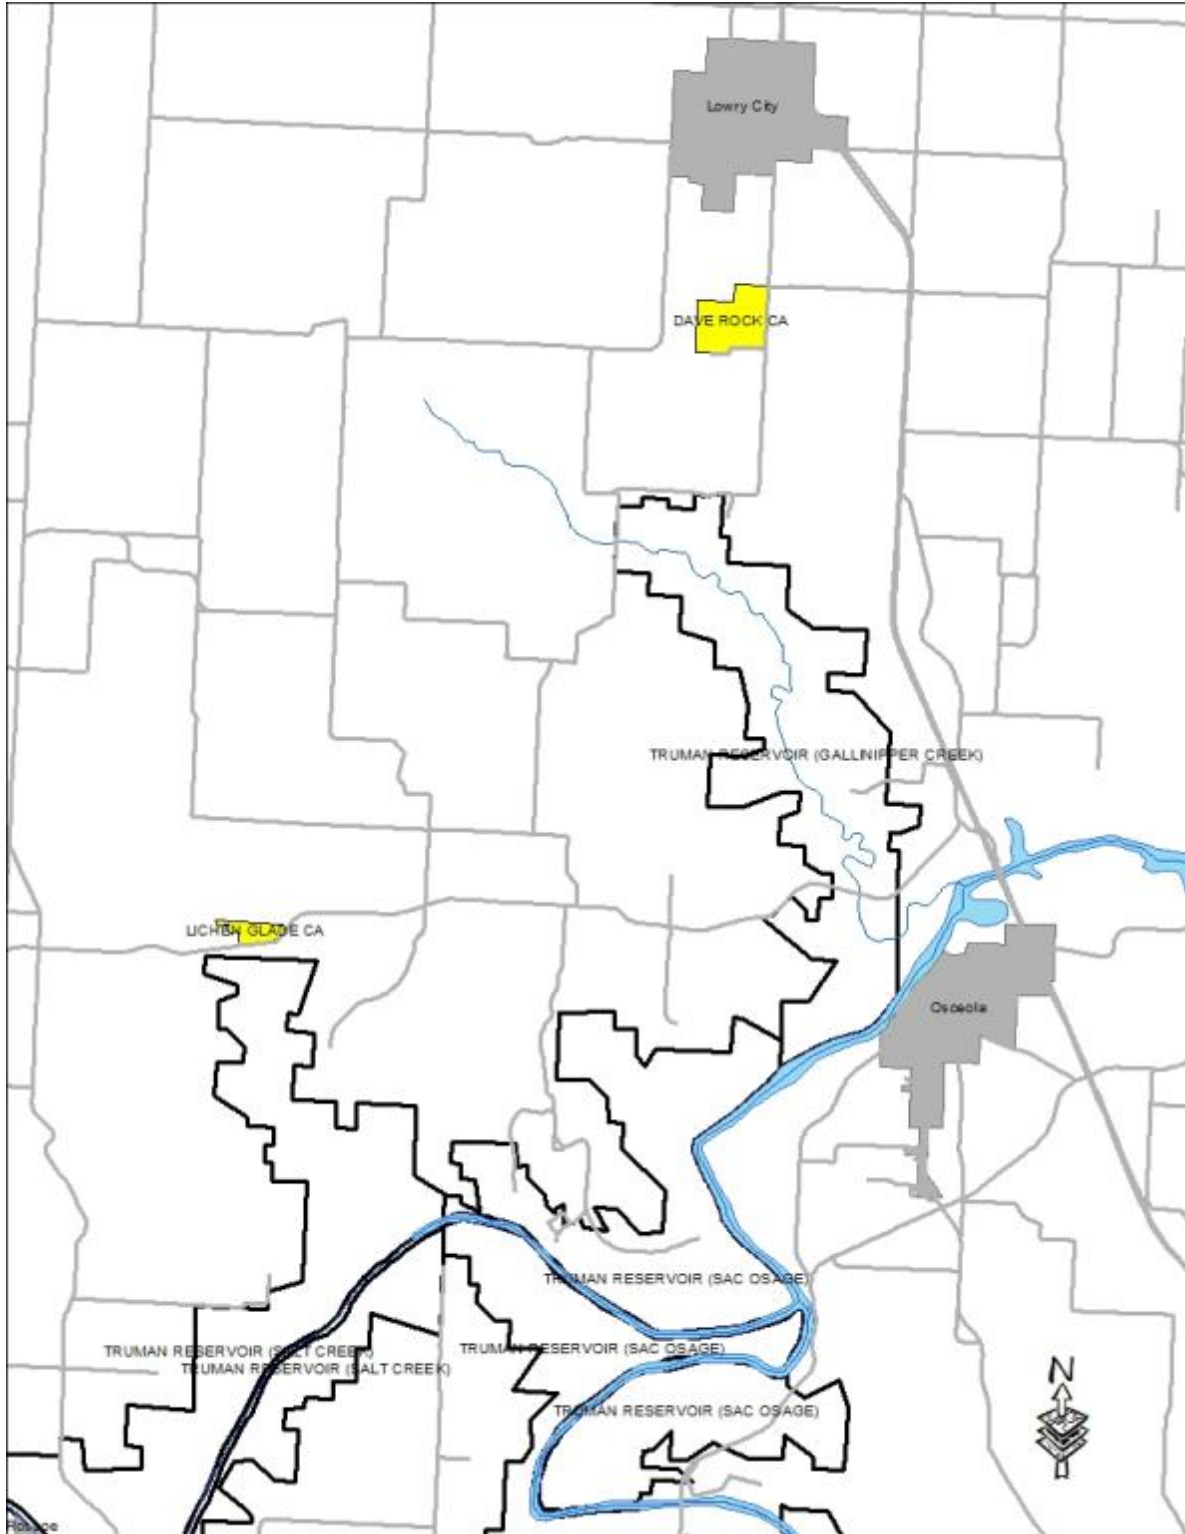 Lowry City
DAVE ROCK CA
TRUMAN RESERVOIR (GALLINIPPER CREEK)
LICHEN GLADE CA
Osceola
TRUMAN RESERVOIR (SAC OSAGE)
TRUMAN RESERVOIR (SALT CREEK)
TRUMAN RESERVOIR (SAC OSAGE)
TRUMAN RESERVOIR (SALT CREEK)
N
TRUMAN RESERVOIR (SAC OSAGE)
Roscoe